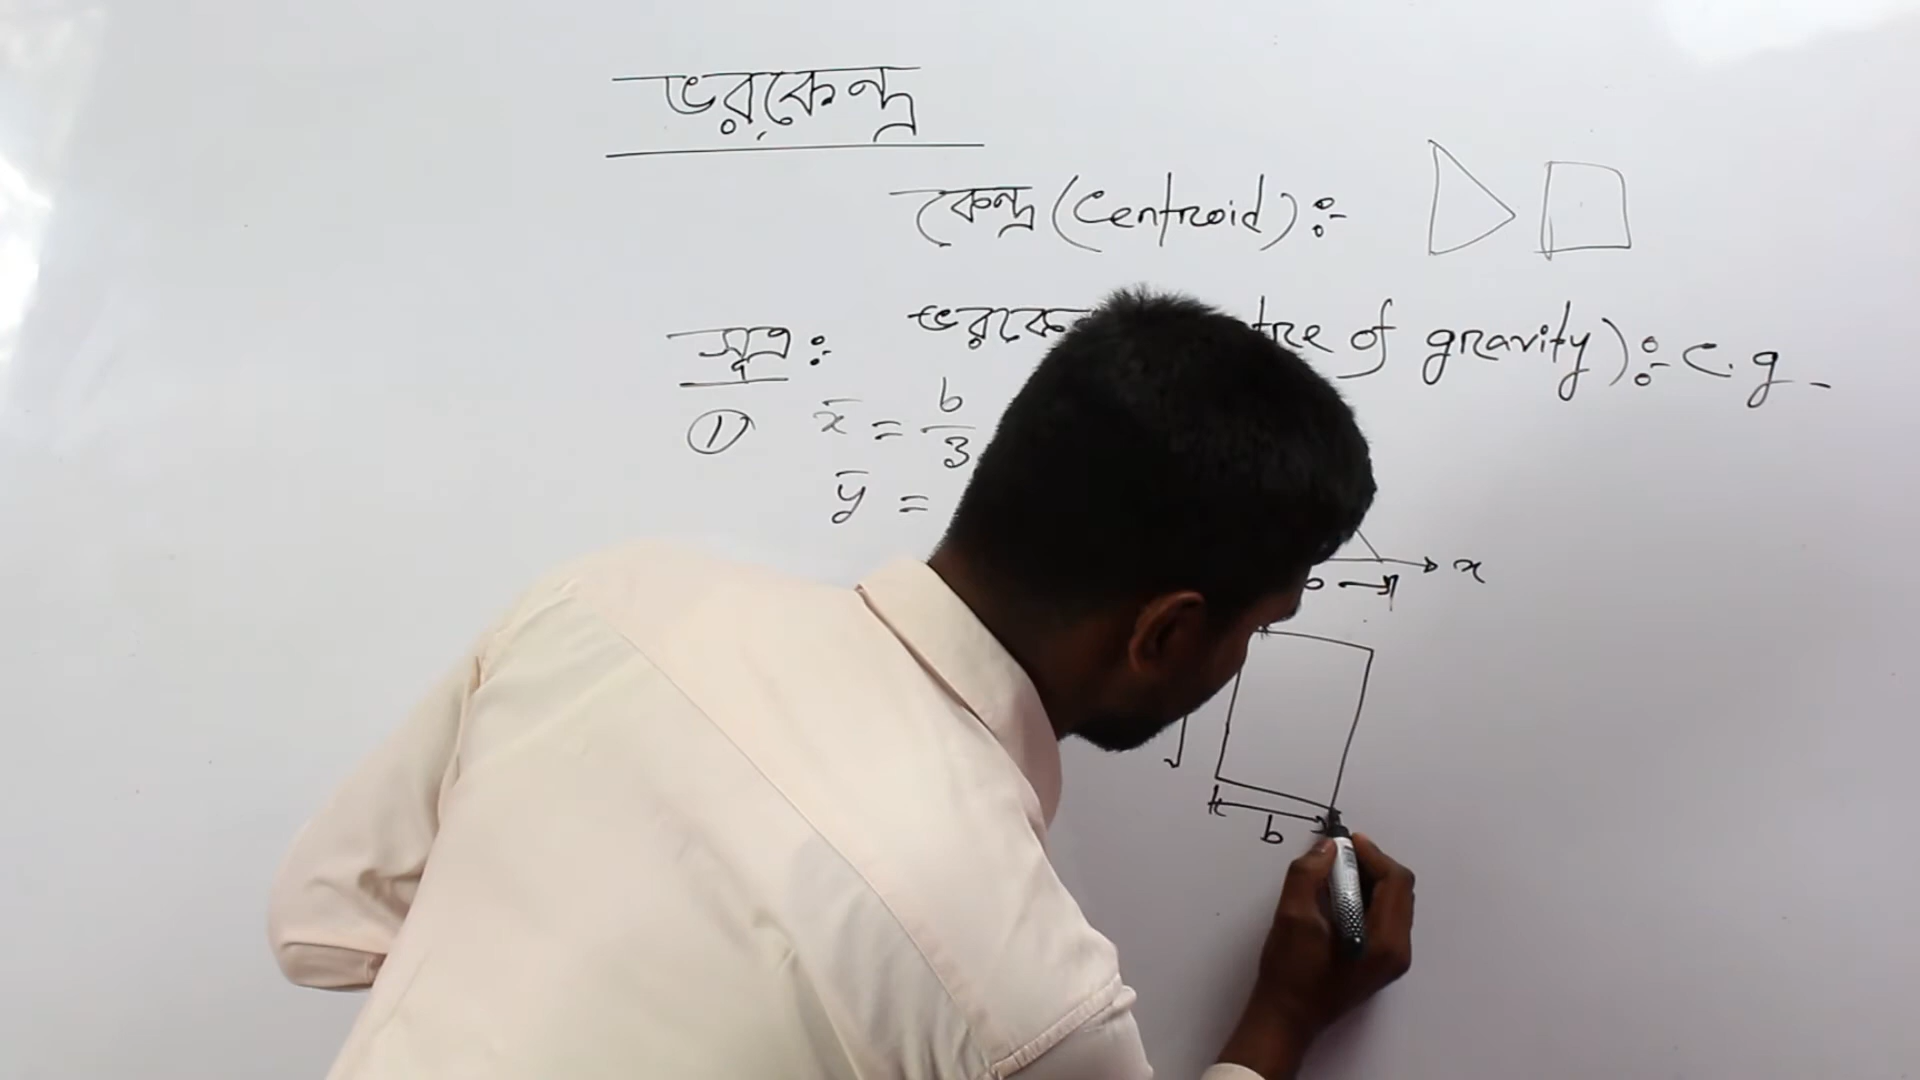 ভরকেন্দ্র
কেন্দ্র (Centroid):-
সূত্র: ভরকে tre of gravity):- c.g -
① x̄ = b/3
ȳ =
x
b